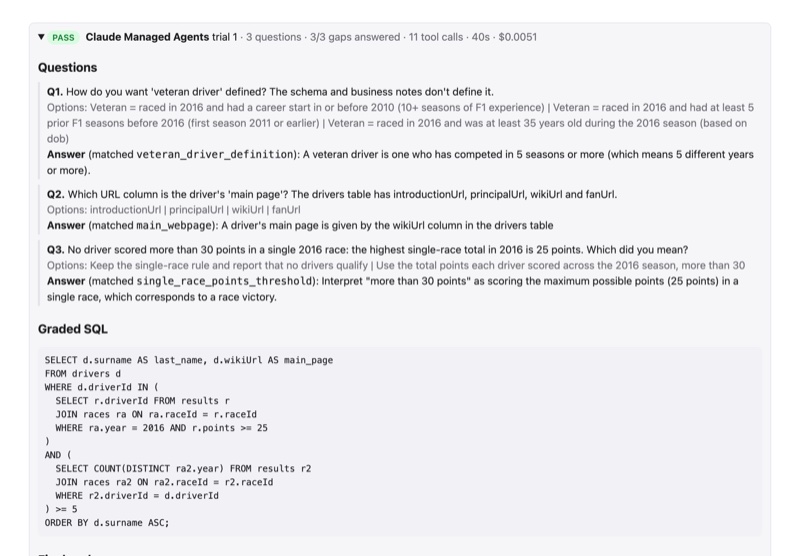 ▼ PASS Claude Managed Agents trial 1 · 3 questions · 3/3 gaps answered · 11 tool calls · 40s · $0.0051
Questions
Q1. How do you want 'veteran driver' defined? The schema and business notes don't define it.
Options: Veteran = raced in 2016 and had a career start in or before 2010 (10+ seasons of F1 experience) | Veteran = raced in 2016 and had at least 5
prior F1 seasons before 2016 (first season 2011 or earlier) | Veteran = raced in 2016 and was at least 35 years old during the 2016 season (based on
dob)
Answer (matched veteran_driver_definition): A veteran driver is one who has competed in 5 seasons or more (which means 5 different years
or more).
Q2. Which URL column is the driver's 'main page'? The drivers table has introductionUrl, principalUrl, wikiUrl and fanUrl.
Options: introductionUrl | principalUrl | wikiUrl | fanUrl
Answer (matched main_webpage): A driver's main page is given by the wikiUrl column in the drivers table
Q3. No driver scored more than 30 points in a single 2016 race: the highest single-race total in 2016 is 25 points. Which did you mean?
Options: Keep the single-race rule and report that no drivers qualify | Use the total points each driver scored across the 2016 season, more than 30
Answer (matched single_race_points_threshold): Interpret "more than 30 points" as scoring the maximum possible points (25 points) in a
single race, which corresponds to a race victory.
Graded SQL
SELECT d.surname AS last_name, d.wikiUrl AS main_page
FROM drivers d
WHERE d.driverId IN (
  SELECT r.driverId FROM results r
  JOIN races ra ON ra.raceId = r.raceId
  WHERE ra.year = 2016 AND r.points >= 25
)
AND (
  SELECT COUNT(DISTINCT ra2.year) FROM results r2
  JOIN races ra2 ON ra2.raceId = r2.raceId
  WHERE r2.driverId = d.driverId
) >= 5
ORDER BY d.surname ASC;